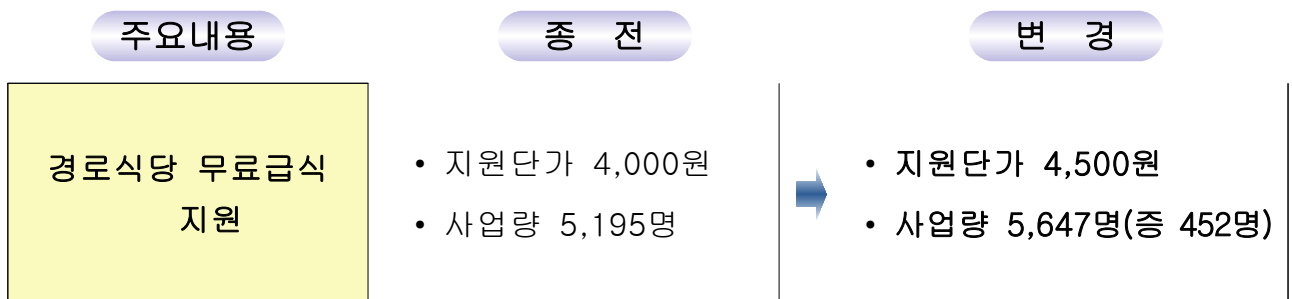 주요내용
종 전
변 경
경로식당 무료급식
지원
• 지원단가 4,000원
• 사업량 5,195명
• 지원단가 4,500원
• 사업량 5,647명(증 452명)